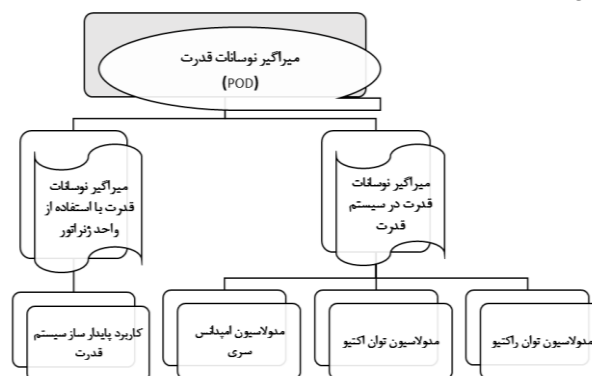 میراگیر نوسانات قدرت
(POD)
میراگیر نوسانات
قدرت در سیستم
قدرت
میراگیر نوسانات
قدرت با استفاده از
واحد ژنراتور
مدولاسیون توان راکتیو
مدولاسیون توان اکتیو
مدولاسیون امپدانس
سری
کاربرد پایدار ساز سیستم
قدرت